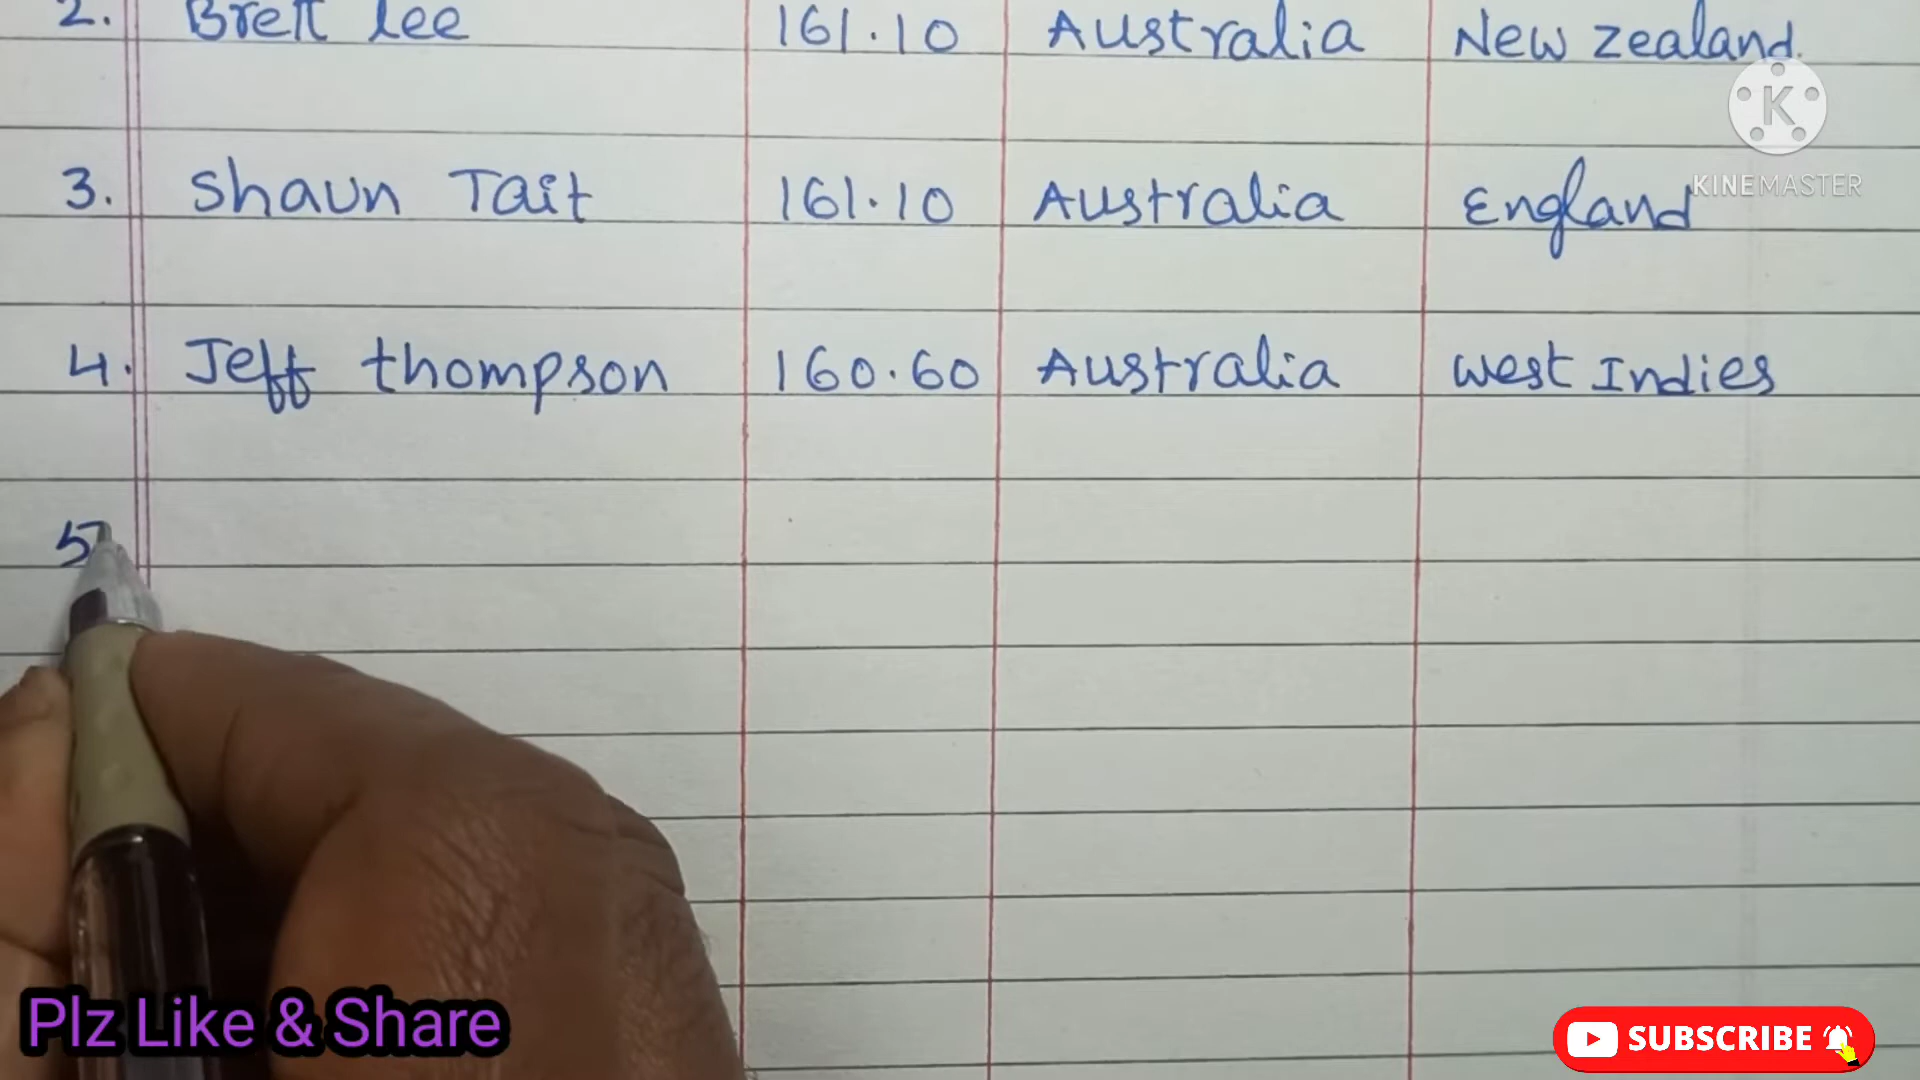 2. Brett lee 161.10 Australia New zealand.
KINEMASTER
3. Shaun Tait 161.10 Australia England
4. Jeff thompson 160.60 Australia west Indies
5
Plz Like & Share
SUBSCRIBE